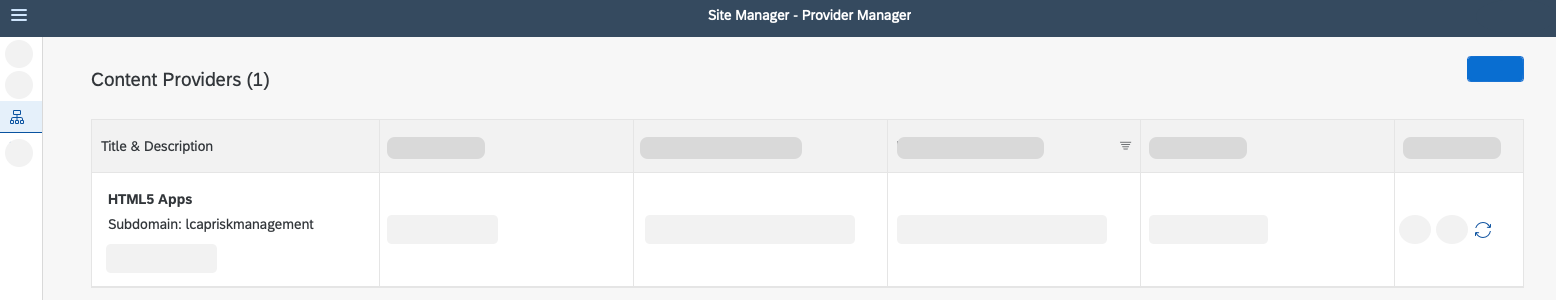 Site Manager - Provider Manager
Content Providers (1)
Title & Description
HTML5 Apps
Subdomain: lcapriskmanagement